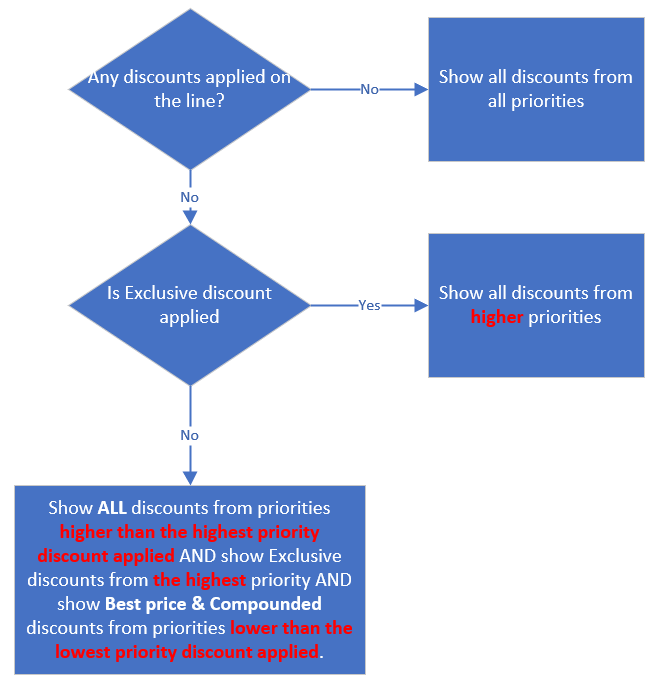 Any discounts applied on
the line?
No
Show all discounts from
all priorities
No
Is Exclusive discount
applied
Yes
Show all discounts from
higher priorities
No
Show ALL discounts from priorities
higher than the highest priority
discount applied AND show Exclusive
discounts from the highest priority AND
show Best price & Compounded
discounts from priorities lower than the
lowest priority discount applied.